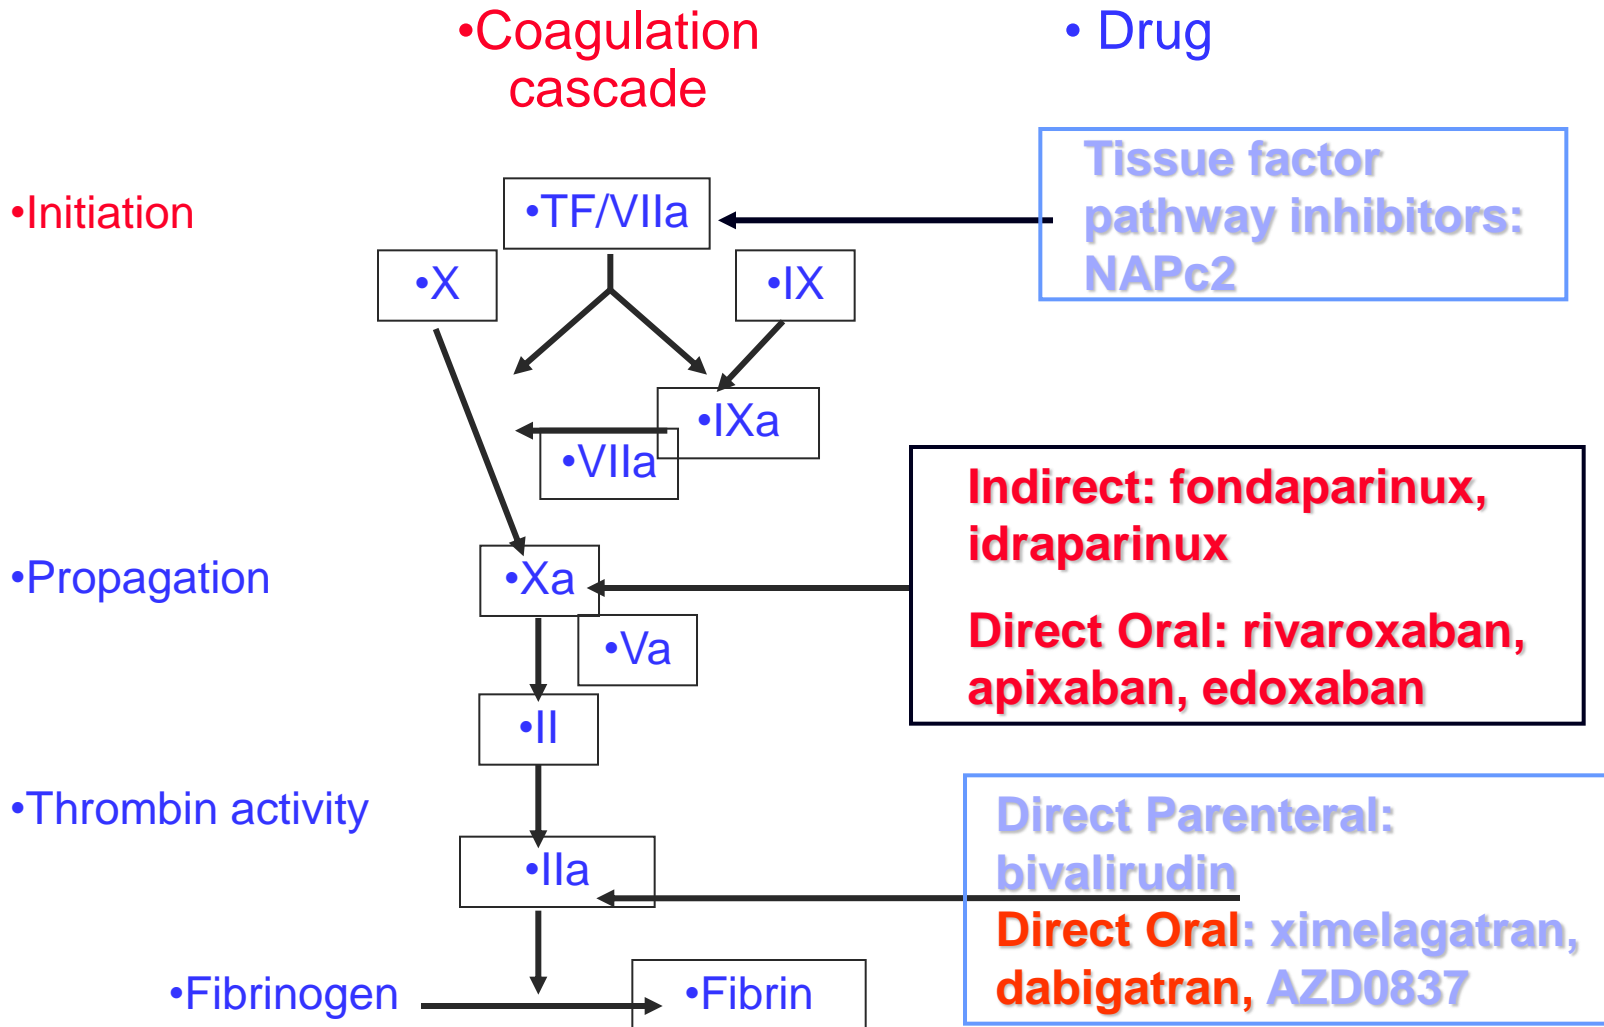 •Coagulation
cascade
• Drug
Tissue factor
pathway inhibitors:
NAPc2
•Initiation
•TF/VIIa
•X
•IX
•IXa
•VIIa
Indirect: fondaparinux,
idraparinux
Direct Oral: rivaroxaban,
apixaban, edoxaban
•Propagation
•Xa
•Va
•II
•Thrombin activity
Direct Parenteral:
bivalirudin
Direct Oral: ximelagatran,
dabigatran, AZD0837
•IIa
•Fibrinogen
•Fibrin